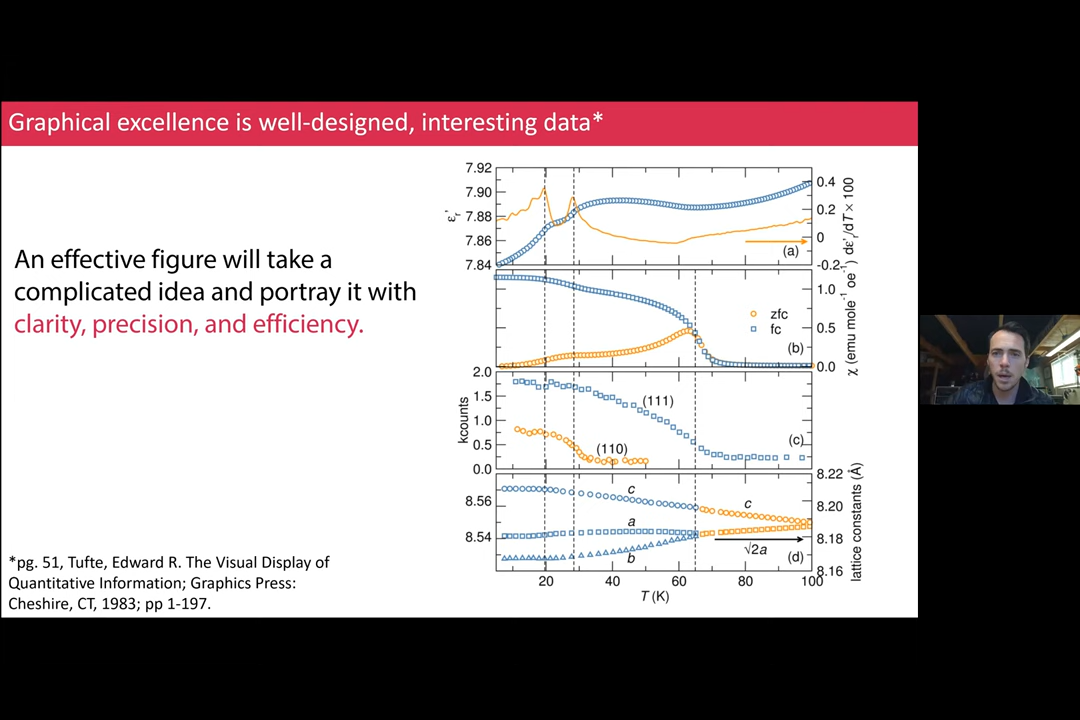 Graphical excellence is well-designed, interesting data*
An effective figure will take a
complicated idea and portray it with
clarity, precision, and efficiency.
*pg. 51, Tufte, Edward R. The Visual Display of
Quantitative Information; Graphics Press:
Cheshire, CT, 1983; pp 1-197.
7.92
7.90
7.88
7.86
7.84
εr'
0.4
0.2
0
-0.2
dεr'/dT × 100
(a)
1.0
0.5
0.0
χ (emu mole⁻¹ oe⁻¹)
zfc
fc
(b)
2.0
1.5
1.0
0.5
0.0
kcounts
(111)
(110)
(c)
8.56
8.54
c
a
b
c
√2a
(d)
8.22
8.20
8.18
8.16
lattice constants (Å)
20 40 60 80 100
T (K)